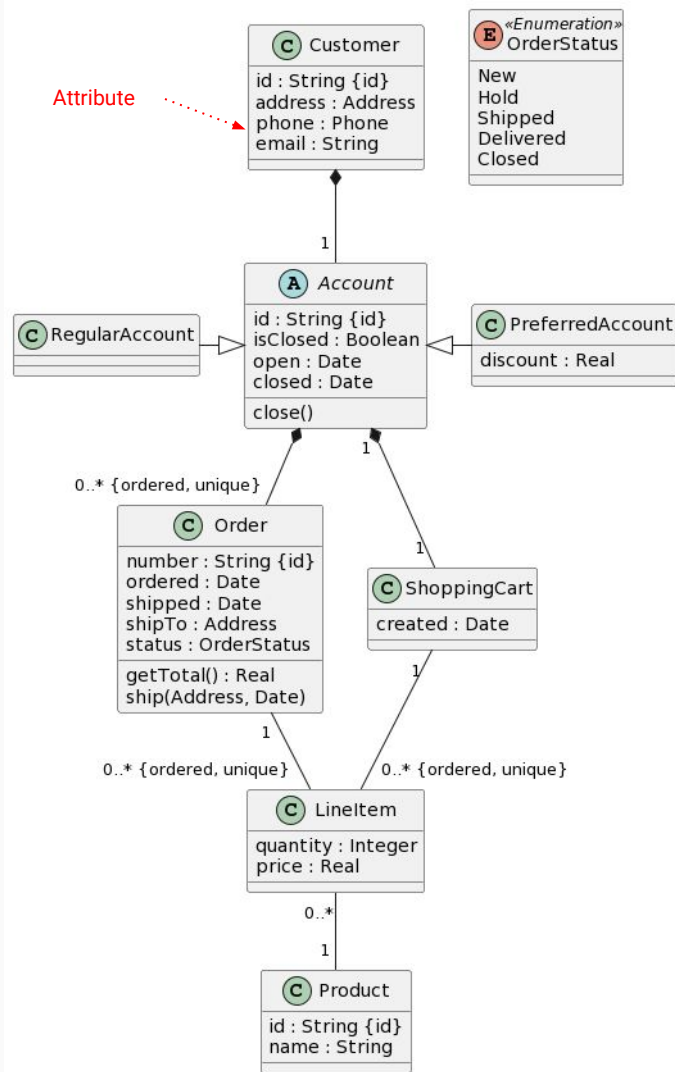 C Customer
id : String {id}
address : Address
phone : Phone
email : String
Attribute
«Enumeration»
E OrderStatus
New
Hold
Shipped
Delivered
Closed
1
A Account
id : String {id}
isClosed : Boolean
open : Date
closed : Date
close()
C RegularAccount
C PreferredAccount
discount : Real
1
0..* {ordered, unique}
1
C Order
number : String {id}
ordered : Date
shipped : Date
shipTo : Address
status : OrderStatus
getTotal() : Real
ship(Address, Date)
C ShoppingCart
created : Date
1
1
0..* {ordered, unique}
0..* {ordered, unique}
C LineItem
quantity : Integer
price : Real
0..*
1
C Product
id : String {id}
name : String